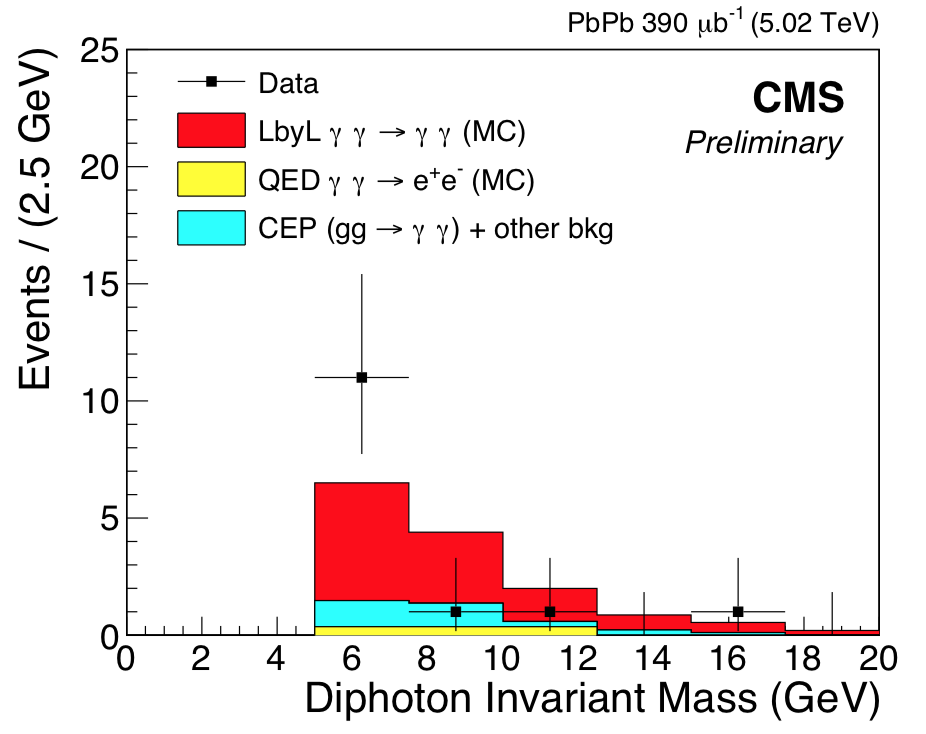 PbPb 390 μb⁻¹ (5.02 TeV)
Events / (2.5 GeV)
25
20
15
10
5
0
Data
LbyL γ γ → γ γ (MC)
QED γ γ → e⁺e⁻ (MC)
CEP (gg → γ γ) + other bkg
CMS
Preliminary
0 2 4 6 8 10 12 14 16 18 20
Diphoton Invariant Mass (GeV)